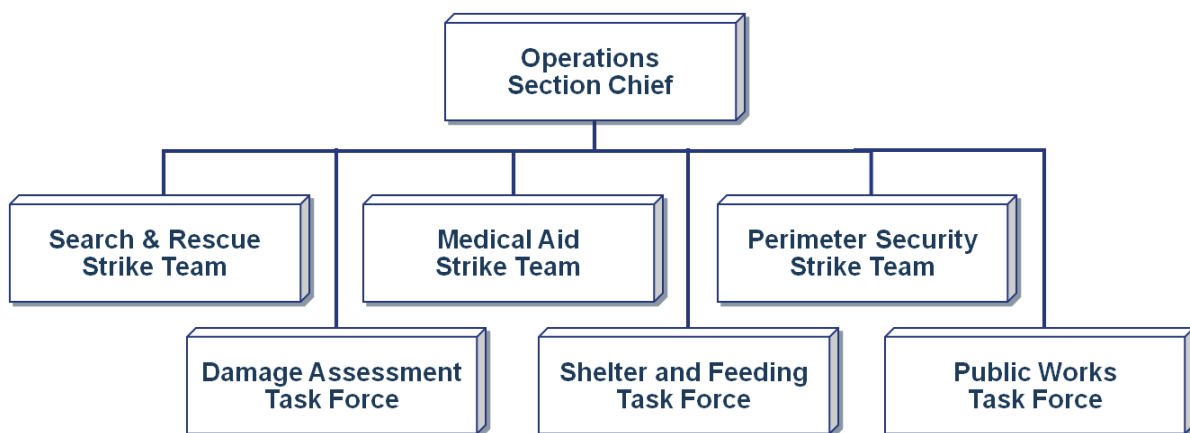 Operations
Section Chief
Search & Rescue
Strike Team
Medical Aid
Strike Team
Perimeter Security
Strike Team
Damage Assessment
Task Force
Shelter and Feeding
Task Force
Public Works
Task Force